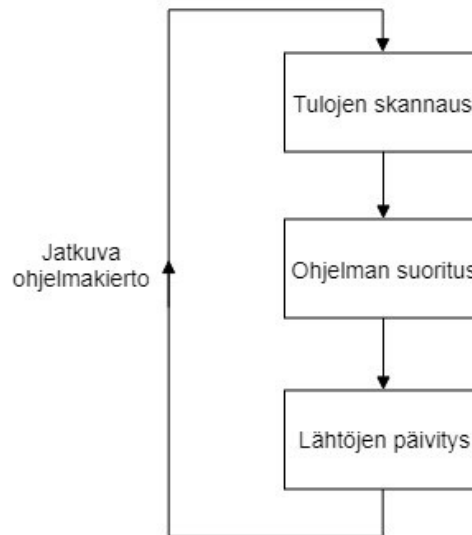 Tulojen skannaus
Jatkuva
ohjelmakierto
Ohjelman suoritus
Lähtöjen päivitys